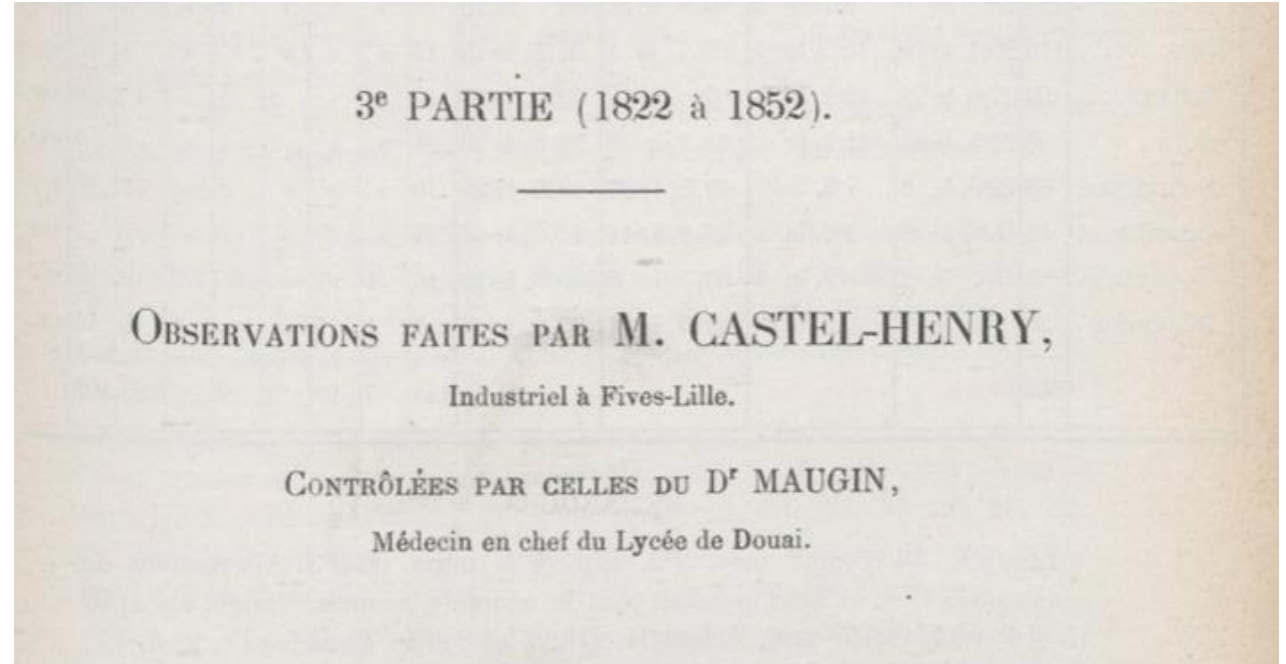 3e PARTIE (1822 à 1852).
OBSERVATIONS FAITES PAR M. CASTEL-HENRY,
Industriel à Fives-Lille.
CONTRÔLÉES PAR CELLES DU Dr MAUGIN,
Médecin en chef du Lycée de Douai.